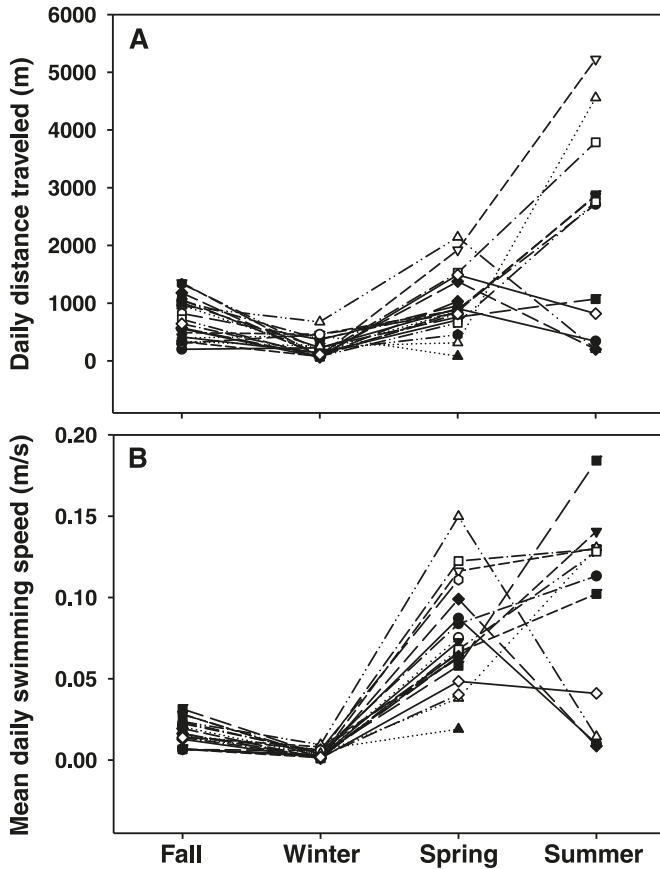 6000
A
5000
4000
3000
2000
1000
0
Daily distance traveled (m)
0.20
B
0.15
0.10
0.05
0.00
Mean daily swimming speed (m/s)
Fall Winter Spring Summer